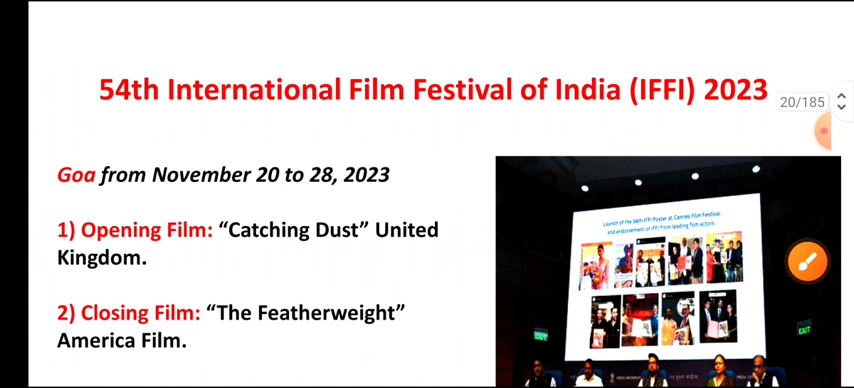 54th International Film Festival of India (IFFI) 2023
20/185
Goa from November 20 to 28, 2023
1) Opening Film: “Catching Dust” United
Kingdom.
2) Closing Film: “The Featherweight”
America Film.
Launch of the 54th IFFI Poster at Cannes Film Festival
and endorsement of IFFI from leading film actors
EXIT
EXIT